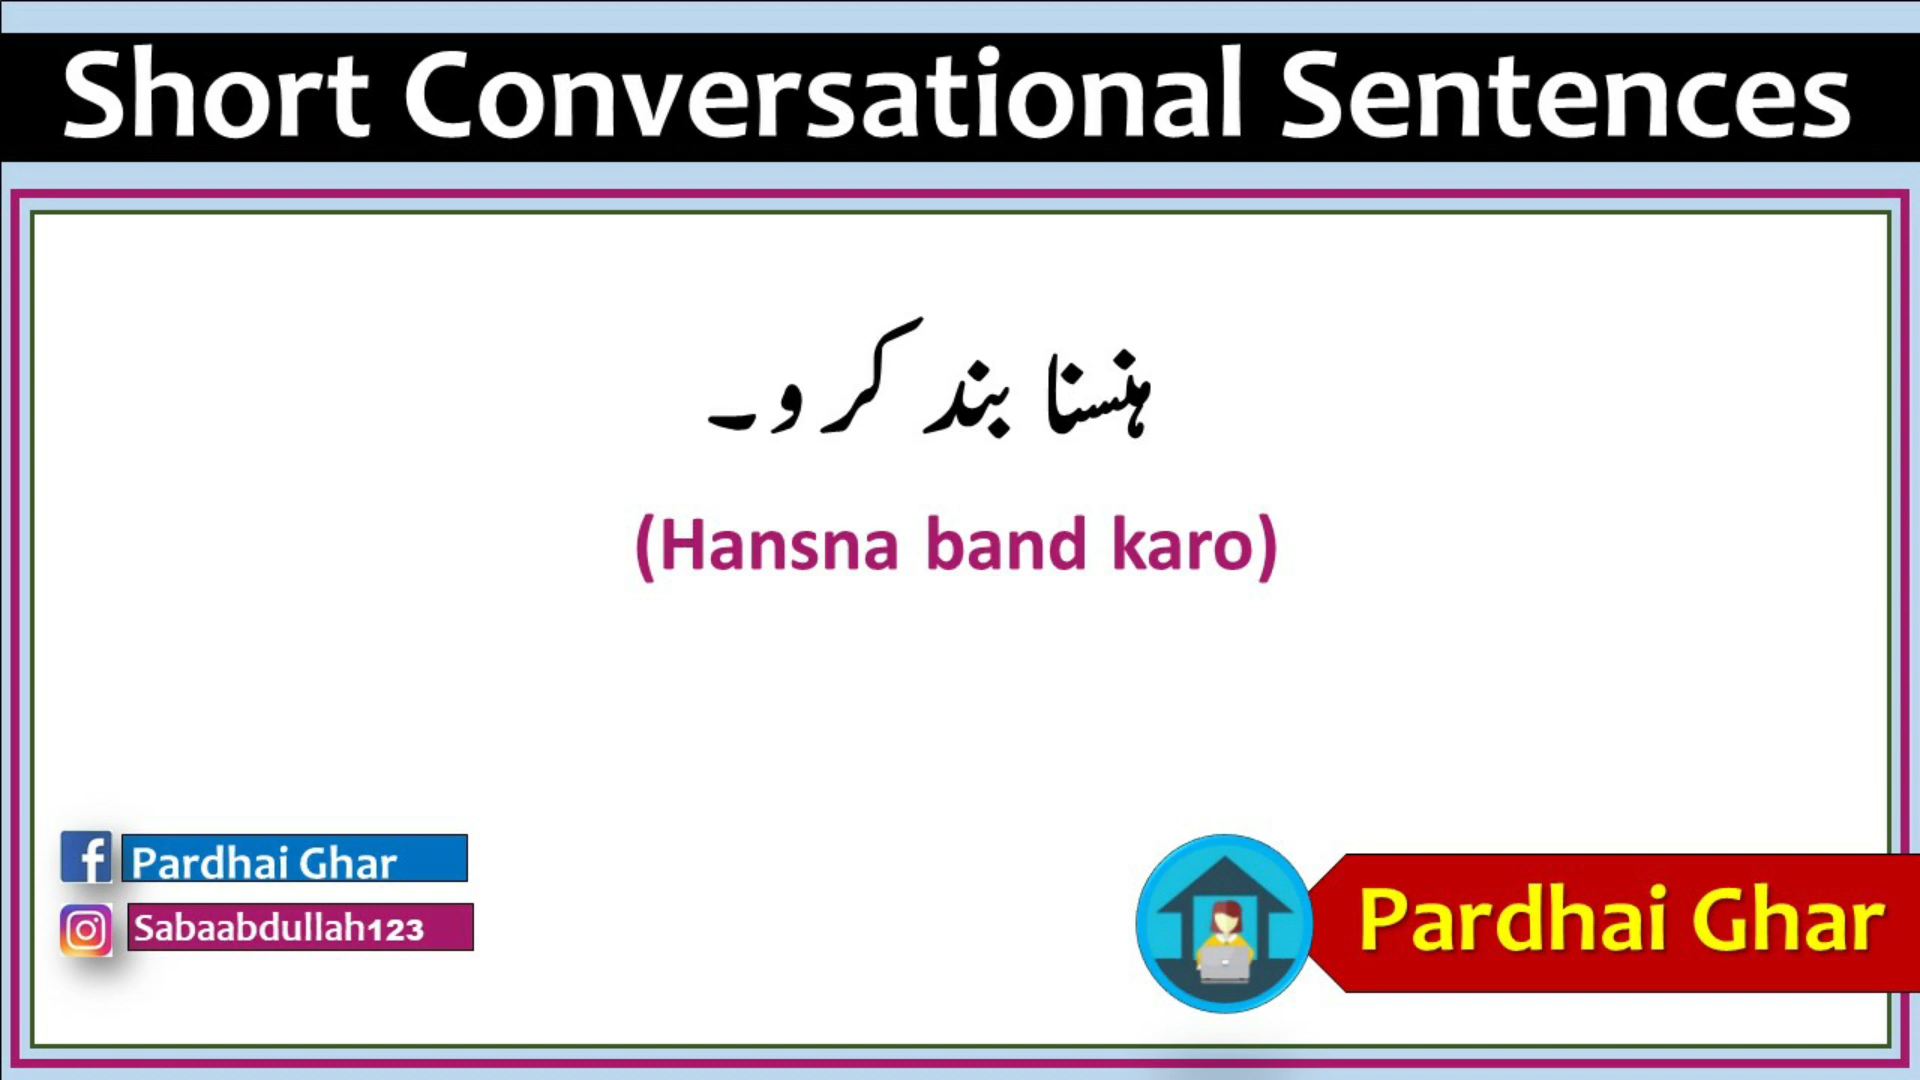 Short Conversational Sentences
ہنسنا بند کرو۔
(Hansna band karo)
Pardhai Ghar
Sabaabdullah123
Pardhai Ghar